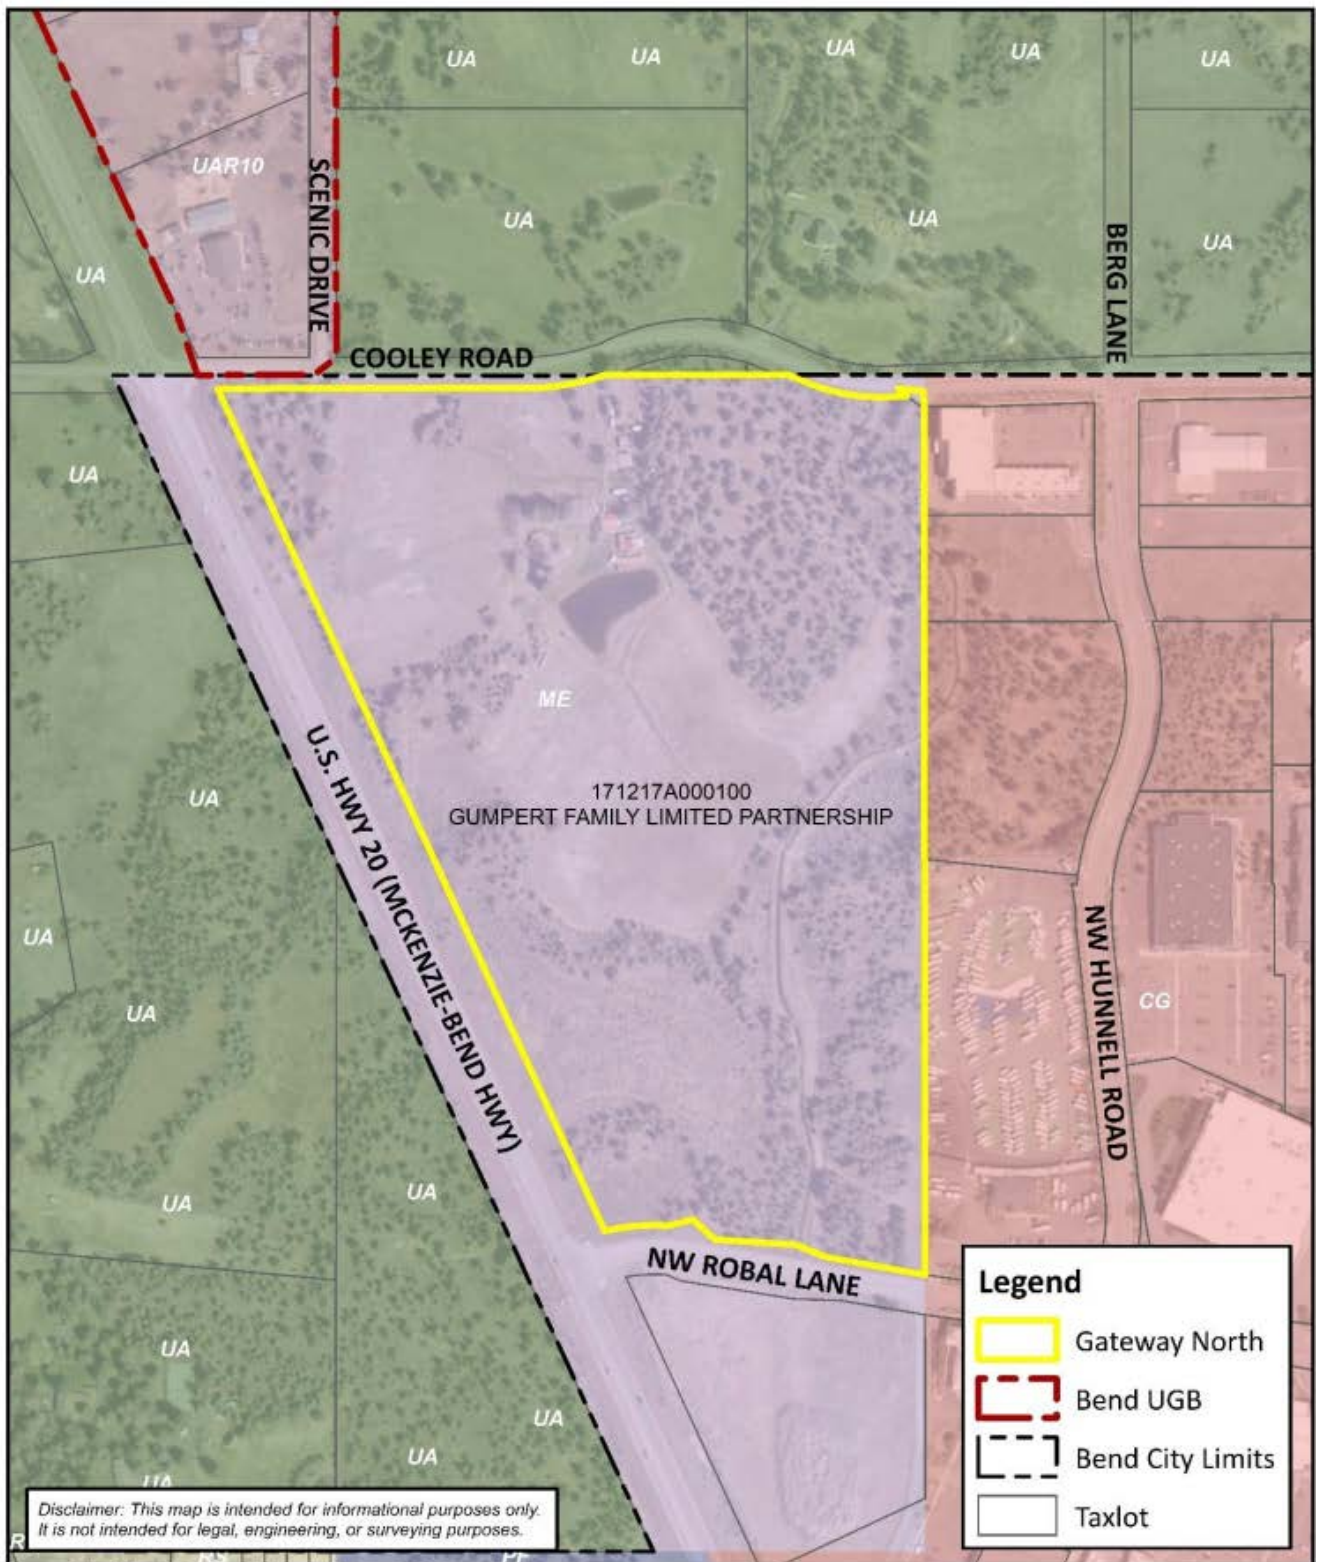 UA
UA
UA
UA
UA
UAR10
SCENIC DRIVE
UA
UA
UA
BERG LANE
UA
COOLEY ROAD
UA
ME
U.S. HWY 20 (MCKENZIE-BEND HWY)
171217A000100
GUMPERT FAMILY LIMITED PARTNERSHIP
UA
UA
NW HUNNELL ROAD
CG
UA
UA
UA
NW ROBAL LANE
UA
UA
UA
UA
Legend
Gateway North
Bend UGB
Bend City Limits
Taxlot
Disclaimer: This map is intended for informational purposes only.
It is not intended for legal, engineering, or surveying purposes.
R
RS
PF